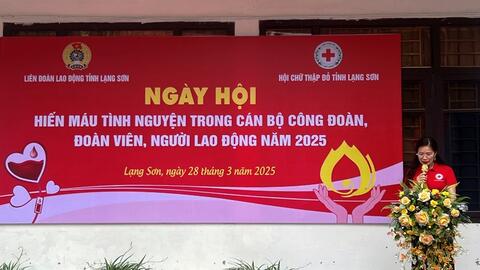 LIÊN ĐOÀN LAO ĐỘNG TỈNH LẠNG SƠN
HỘI CHỮ THẬP ĐỎ TỈNH LẠNG SƠN
NGÀY HỘI
HIẾN MÁU TÌNH NGUYỆN TRONG CÁN BỘ CÔNG ĐOÀN,
ĐOÀN VIÊN, NGƯỜI LAO ĐỘNG NĂM 2025
Lạng Sơn, ngày 28 tháng 3 năm 2025